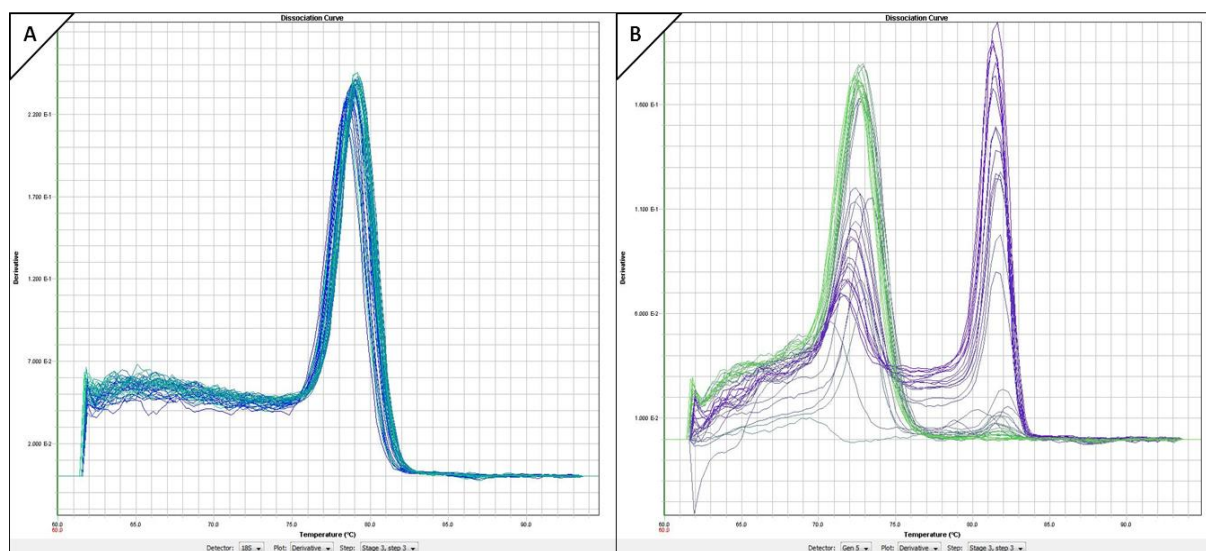 A
Dissociation Curve
2.200 E-1
1.700 E-1
1.200 E-1
7.000 E-2
2.000 E-2
Derivative
60.0 65.0 70.0 75.0 80.0 90.0
60.0
Temperature (°C)
Detector: 18S Plot: Derivative Step: Stage 3, step 3
B
Dissociation Curve
1.600 E-1
1.100 E-1
6.000 E-2
1.000 E-2
Derivative
60.0 65.0 70.0 75.0 80.0 90.0
60.0
Temperature (°C)
Detector: Gen 5 Plot: Derivative Step: Stage 3, step 3